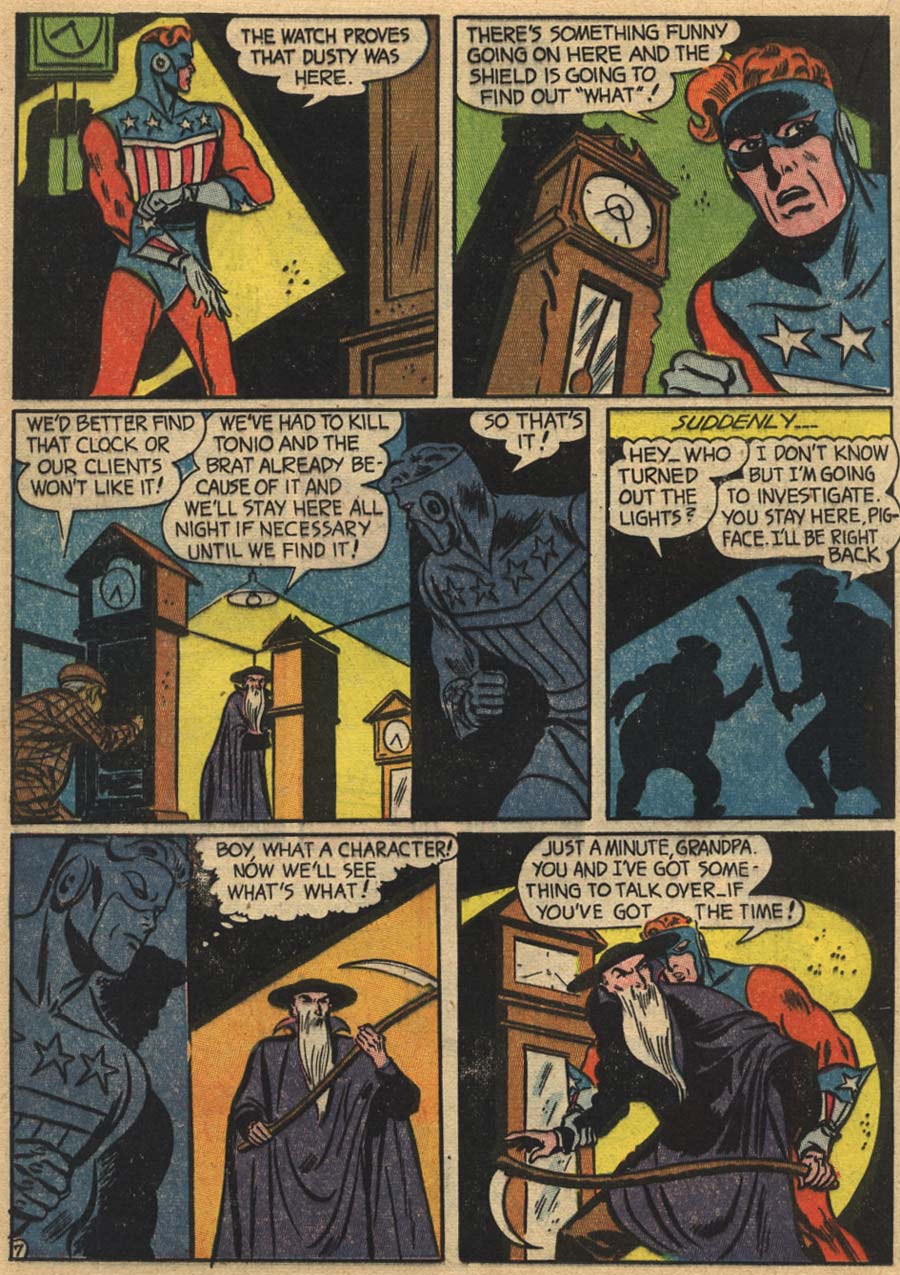 THE WATCH PROVES
THAT DUSTY WAS
HERE.
THERE'S SOMETHING FUNNY
GOING ON HERE AND THE
SHIELD IS GOING TO
FIND OUT "WHAT"!
WE'D BETTER FIND
THAT CLOCK OR
OUR CLIENTS
WON'T LIKE IT!
WE'VE HAD TO KILL
TONIO AND THE
BRAT ALREADY BE-
CAUSE OF IT AND
WE'LL STAY HERE ALL
NIGHT IF NECESSARY
UNTIL WE FIND IT!
SO THAT'S
IT!
SUDDENLY...
HEY-WHO
TURNED
OUT THE
LIGHTS?
I DON'T KNOW
BUT I'M GOING
TO INVESTIGATE.
YOU STAY HERE, PIG-
FACE. I'LL BE RIGHT
BACK
BOY, WHAT A CHARACTER!
NOW WE'LL SEE
WHAT'S WHAT!
JUST A MINUTE, GRANDPA.
YOU AND I'VE GOT SOME-
THING TO TALK OVER-IF
YOU'VE GOT THE TIME!
7